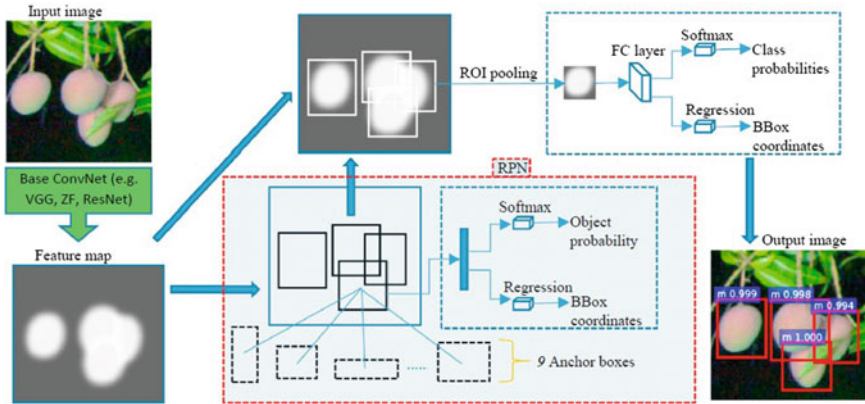 Input image
Base ConvNet (e.g.
VGG, ZF, ResNet)
Feature map
ROI pooling
FC layer
Softmax
Class
probabilities
Regression
BBox
coordinates
RPN
Softmax
Object
probability
Regression
BBox
coordinates
9 Anchor boxes
Output image
m 0.999
m 0.998
m 0.994
m 1.000